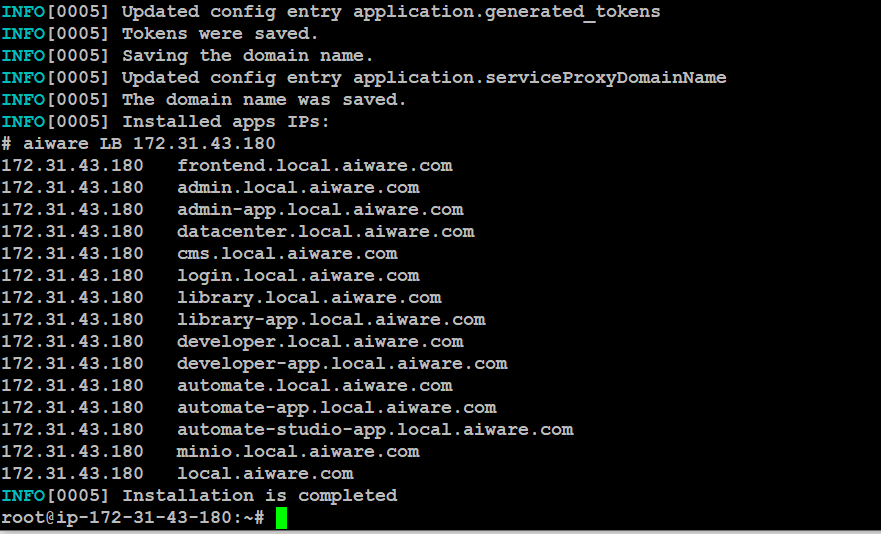 INFO[0005] Updated config entry application.generated_tokens
INFO[0005] Tokens were saved.
INFO[0005] Saving the domain name.
INFO[0005] Updated config entry application.serviceProxyDomainName
INFO[0005] The domain name was saved.
INFO[0005] Installed apps IPs:
# aiware LB 172.31.43.180
172.31.43.180   frontend.local.aiware.com
172.31.43.180   admin.local.aiware.com
172.31.43.180   admin-app.local.aiware.com
172.31.43.180   datacenter.local.aiware.com
172.31.43.180   cms.local.aiware.com
172.31.43.180   login.local.aiware.com
172.31.43.180   library.local.aiware.com
172.31.43.180   library-app.local.aiware.com
172.31.43.180   developer.local.aiware.com
172.31.43.180   developer-app.local.aiware.com
172.31.43.180   automate.local.aiware.com
172.31.43.180   automate-app.local.aiware.com
172.31.43.180   automate-studio-app.local.aiware.com
172.31.43.180   minio.local.aiware.com
172.31.43.180   local.aiware.com
INFO[0005] Installation is completed
root@ip-172-31-43-180:~#